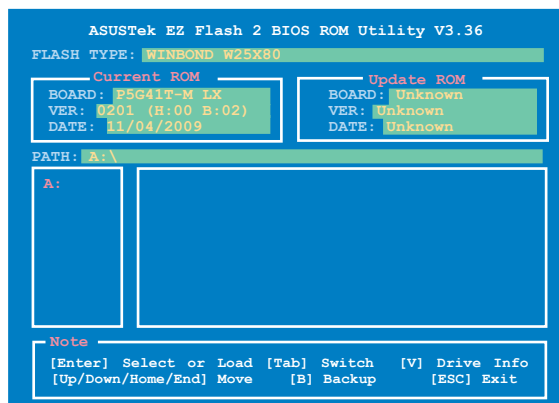 ASUSTek EZ Flash 2 BIOS ROM Utility V3.36
FLASH TYPE: WINBOND W25X80
Current ROM
BOARD: P5G41T-M LX
VER: 0201 (H:00 B:02)
DATE: 11/04/2009
Update ROM
BOARD: Unknown
VER: Unknown
DATE: Unknown
PATH: A:\
A:
Note
[Enter] Select or Load [Tab] Switch [V] Drive Info
[Up/Down/Home/End] Move [B] Backup [ESC] Exit